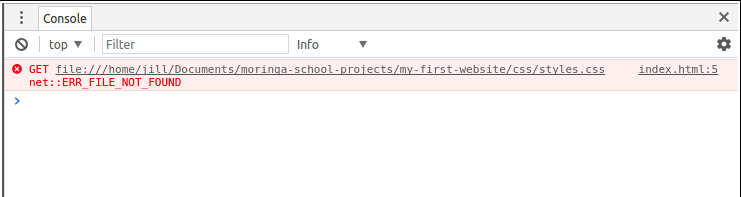 Console
top Filter Info
GET file:///home/jill/Documents/moringa-school-projects/my-first-website/css/styles.css index.html:5
net::ERR_FILE_NOT_FOUND